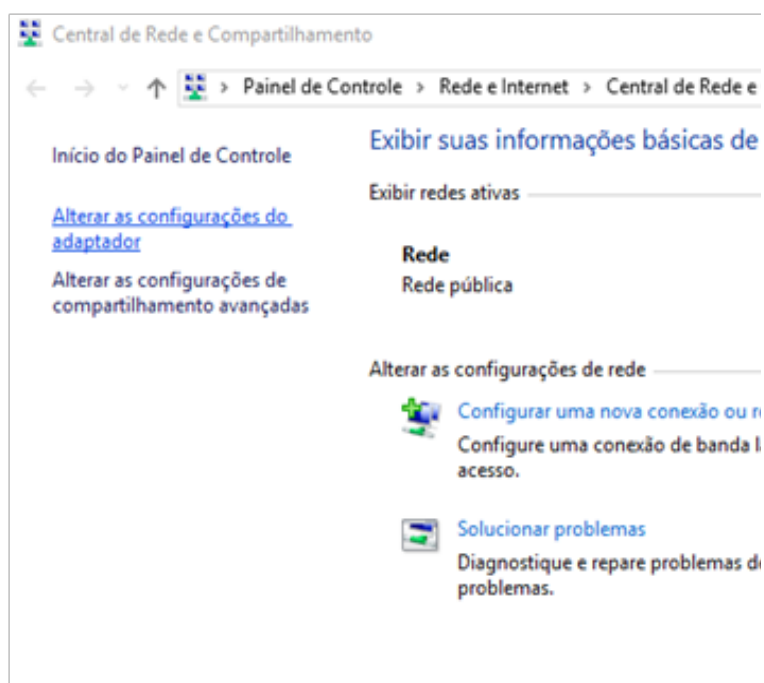 Central de Rede e Compartilhamento
Painel de Controle > Rede e Internet > Central de Rede e
Início do Painel de Controle
Alterar as configurações do
adaptador
Alterar as configurações de
compartilhamento avançadas
Exibir suas informações básicas de
Exibir redes ativas
Rede
Rede pública
Alterar as configurações de rede
Configurar uma nova conexão ou
Configure uma conexão de banda
acesso.
Solucionar problemas
Diagnostique e repare problemas
problemas.